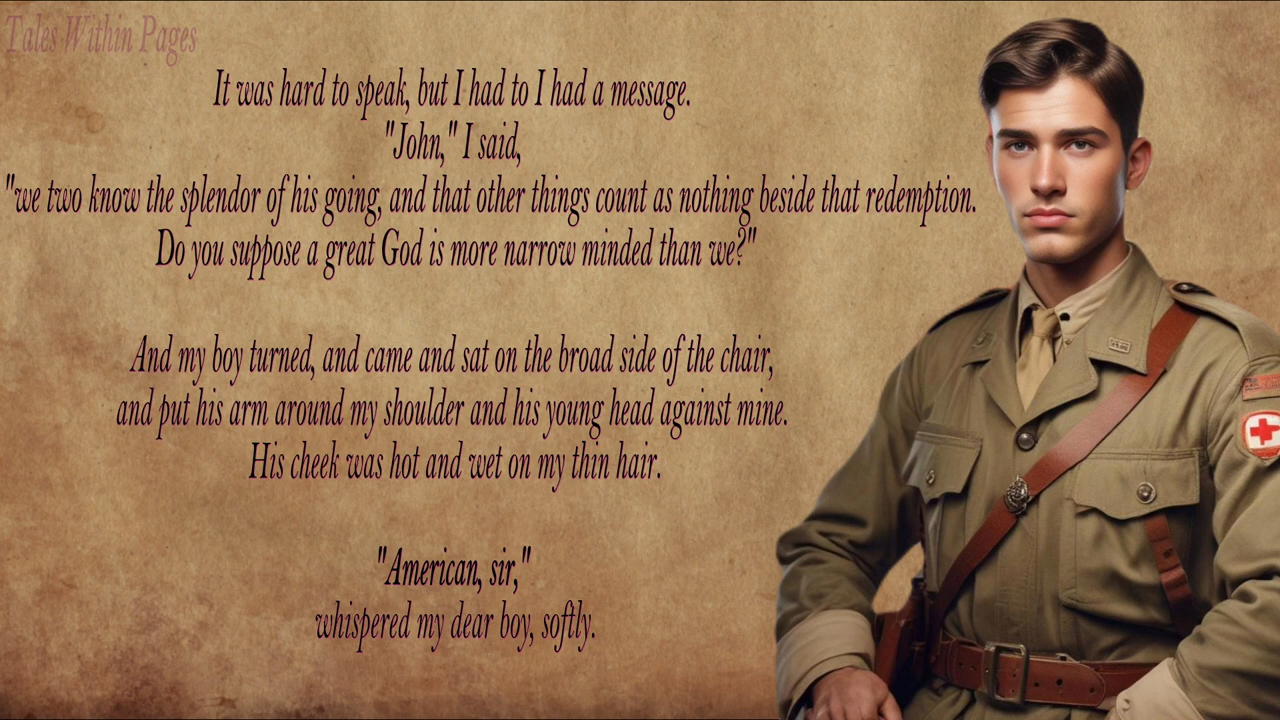 Tales Within Pages
It was hard to speak, but I had to I had a message.
"John," I said,
"we two know the splendor of his going, and that other things count as nothing beside that redemption.
Do you suppose a great God is more narrow minded than we?"
And my boy turned, and came and sat on the broad side of the chair,
and put his arm around my shoulder and his young head against mine.
His cheek was hot and wet on my thin hair.
"American, sir,"
whispered my dear boy, softly.